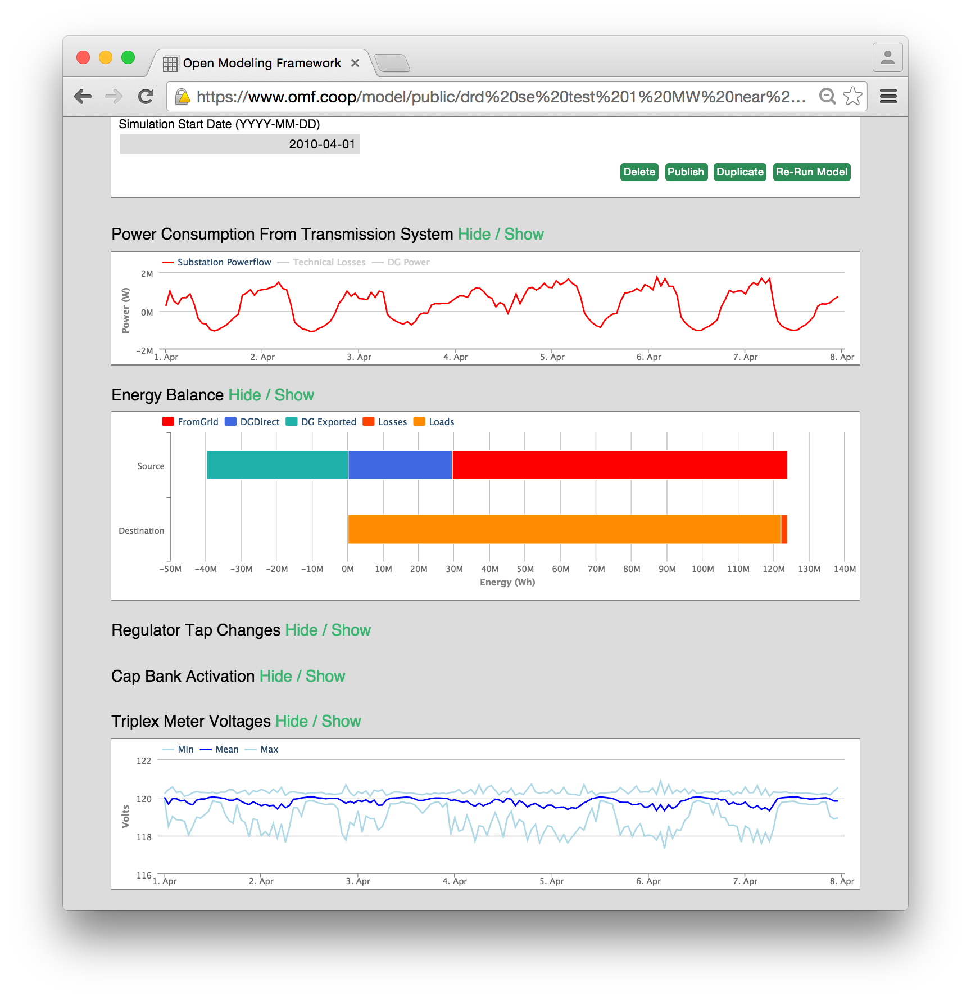 Open Modeling Framework
https://www.omf.coop/model/public/drd%20se%20test%201%20MW%20near%2...
Simulation Start Date (YYYY-MM-DD)
2010-04-01
Delete Publish Duplicate Re-Run Model
Power Consumption From Transmission System Hide / Show
Substation Powerflow Technical Losses DG Power
2M
0M
-2M
Power (W)
1. Apr 2. Apr 3. Apr 4. Apr 5. Apr 6. Apr 7. Apr 8. Apr
Energy Balance Hide / Show
FromGrid DGDirect DG Exported Losses Loads
Source
Destination
-50M -40M -30M -20M -10M 0M 10M 20M 30M 40M 50M 60M 70M 80M 90M 100M 110M 120M 130M 140M
Energy (Wh)
Regulator Tap Changes Hide / Show
Cap Bank Activation Hide / Show
Triplex Meter Voltages Hide / Show
Min Mean Max
122
120
118
116
Volts
1. Apr 2. Apr 3. Apr 4. Apr 5. Apr 6. Apr 7. Apr 8. Apr